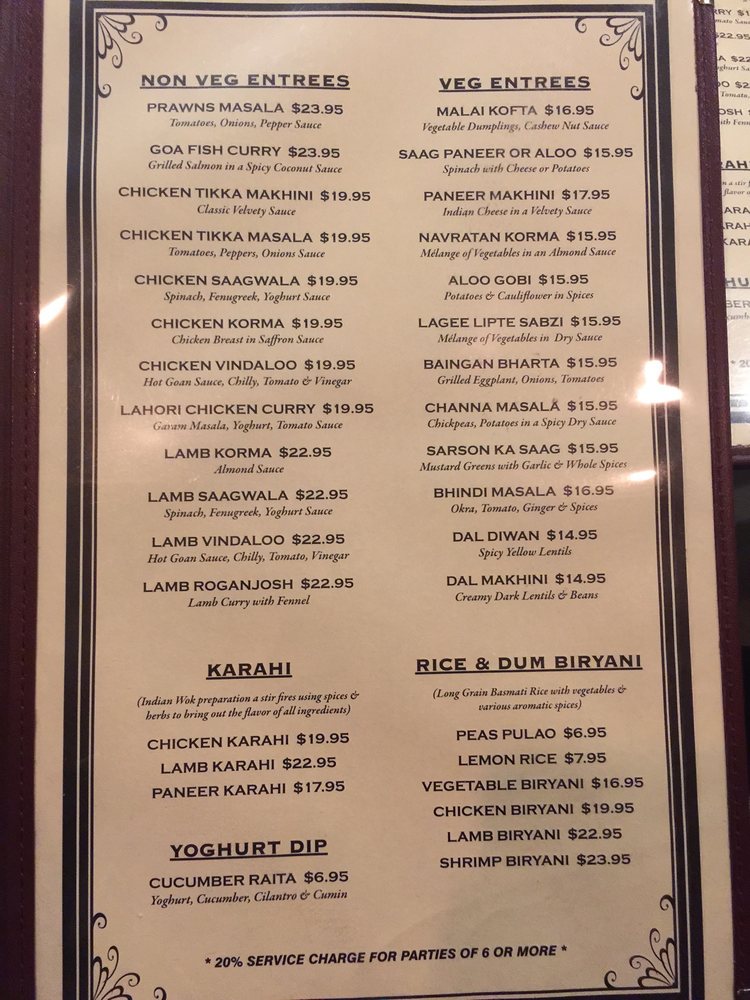 NON VEG ENTREES
PRAWNS MASALA $23.95
Tomatoes, Onions, Pepper Sauce
GOA FISH CURRY $23.95
Grilled Salmon in a Spicy Coconut Sauce
CHICKEN TIKKA MAKHINI $19.95
Classic Velvety Sauce
CHICKEN TIKKA MASALA $19.95
Tomatoes, Peppers, Onions Sauce
CHICKEN SAAGWALA $19.95
Spinach, Fenugreek, Yoghurt Sauce
CHICKEN KORMA $19.95
Chicken Breast in Saffron Sauce
CHICKEN VINDALOO $19.95
Hot Goan Sauce, Chilly, Tomato & Vinegar
LAHORI CHICKEN CURRY $19.95
Garam Masala, Yoghurt, Tomato Sauce
LAMB KORMA $22.95
Almond Sauce
LAMB SAAGWALA $22.95
Spinach, Fenugreek, Yoghurt Sauce
LAMB VINDALOO $22.95
Hot Goan Sauce, Chilly, Tomato, Vinegar
LAMB ROGANJOSH $22.95
Lamb Curry with Fennel
KARAHI
(Indian Wok preparation a stir fires using spices &
herbs to bring out the flavor of all ingredients)
CHICKEN KARAHI $19.95
LAMB KARAHI $22.95
PANEER KARAHI $17.95
YOGHURT DIP
CUCUMBER RAITA $6.95
Yoghurt, Cucumber, Cilantro & Cumin
VEG ENTREES
MALAI KOFTA $16.95
Vegetable Dumplings, Cashew Nut Sauce
SAAG PANEER OR ALOO $15.95
Spinach with Cheese or Potatoes
PANEER MAKHINI $17.95
Indian Cheese in a Velvety Sauce
NAVRATAN KORMA $15.95
Mélange of Vegetables in an Almond Sauce
ALOO GOBI $15.95
Potatoes & Cauliflower in Spices
LAGEE LIPTE SABZI $15.95
Mélange of Vegetables in Dry Sauce
BAINGAN BHARTA $15.95
Grilled Eggplant, Onions, Tomatoes
CHANNA MASALA $15.95
Chickpeas, Potatoes in a Spicy Dry Sauce
SARSON KA SAAG $15.95
Mustard Greens with Garlic & Whole Spices
BHINDI MASALA $16.95
Okra, Tomato, Ginger & Spices
DAL DIWAN $14.95
Spicy Yellow Lentils
DAL MAKHINI $14.95
Creamy Dark Lentils & Beans
RICE & DUM BIRYANI
(Long Grain Basmati Rice with vegetables &
various aromatic spices)
PEAS PULAO $6.95
LEMON RICE $7.95
VEGETABLE BIRYANI $16.95
CHICKEN BIRYANI $19.95
LAMB BIRYANI $22.95
SHRIMP BIRYANI $23.95
* 20% SERVICE CHARGE FOR PARTIES OF 6 OR MORE *